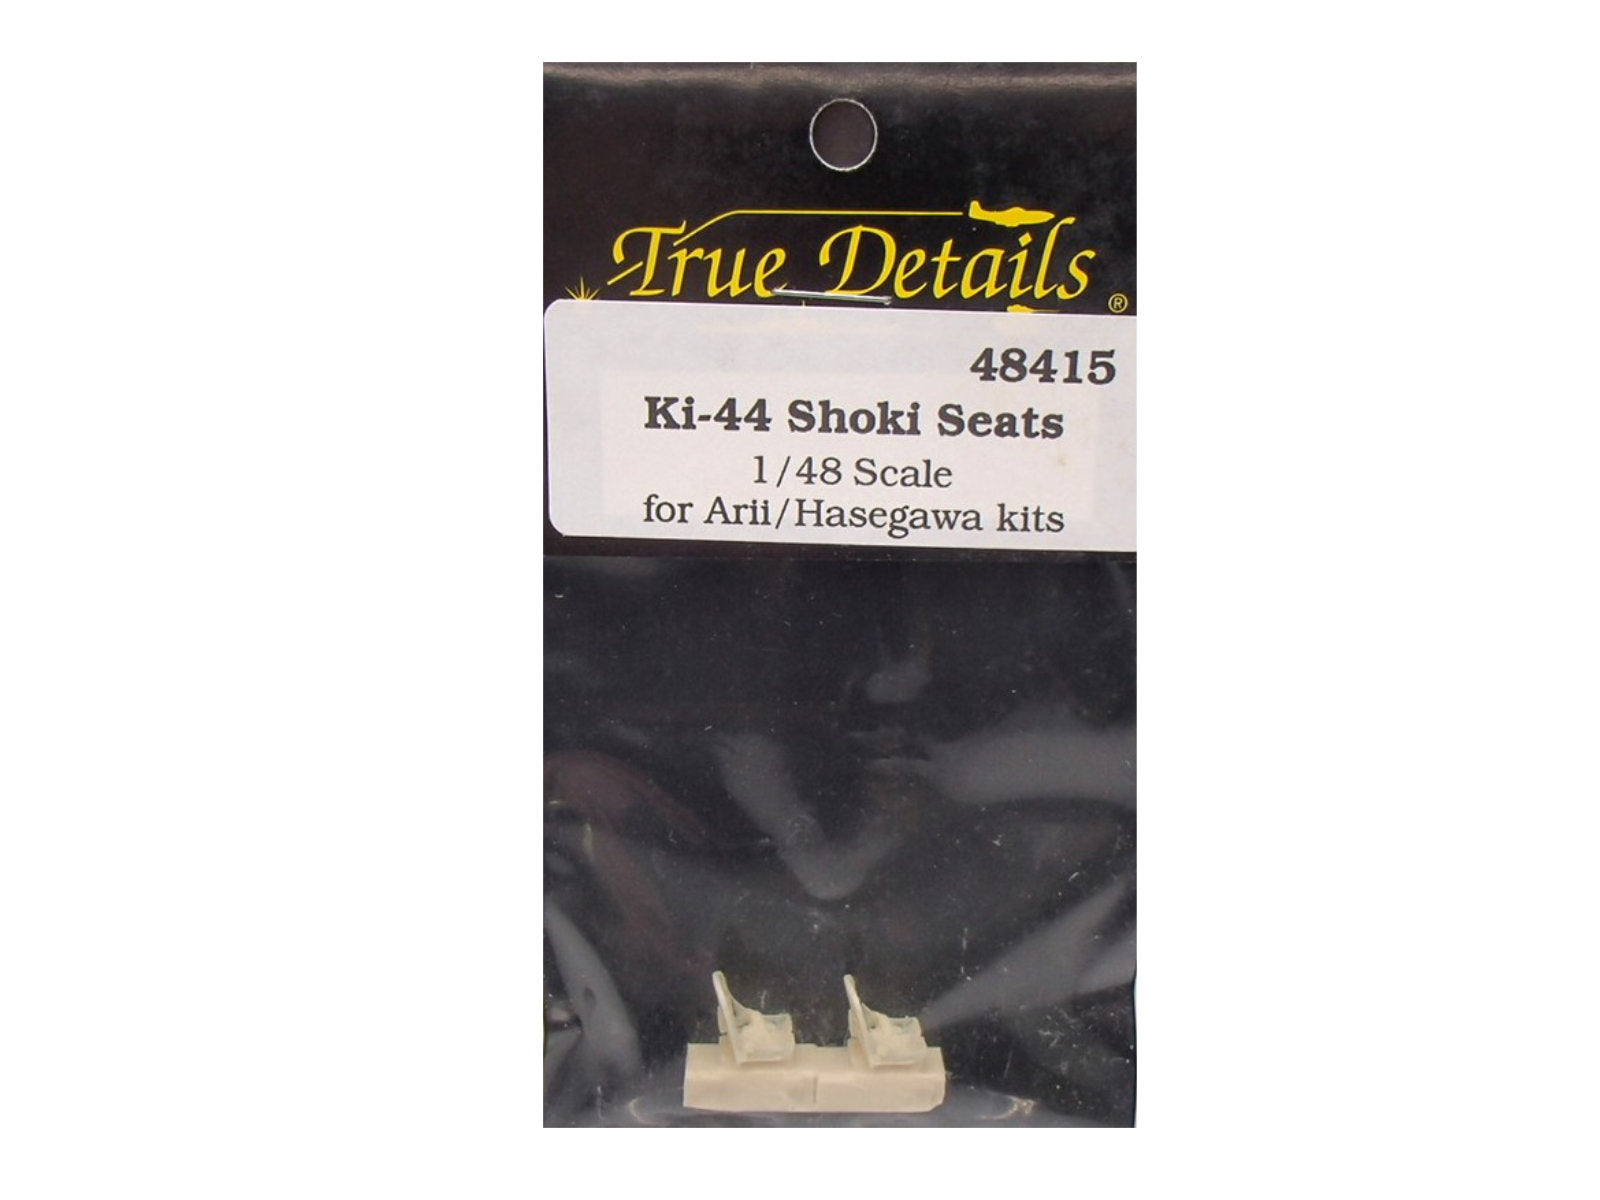 True Details ®
48415
Ki-44 Shoki Seats
1/48 Scale
for Arii/Hasegawa kits